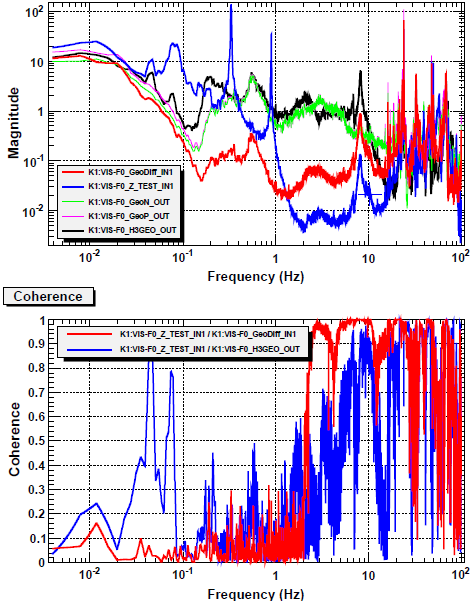 10²
10
1
10⁻¹
10⁻²
Magnitude
K1:VIS-F0_GeoDiff_IN1
K1:VIS-F0_Z_TEST_IN1
K1:VIS-F0_GeoN_OUT
K1:VIS-F0_GeoP_OUT
K1:VIS-F0_H3GEO_OUT
10⁻² 10⁻¹ 1 10 10²
Frequency (Hz)
Coherence
K1:VIS-F0_Z_TEST_IN1 / K1:VIS-F0_GeoDiff_IN1
K1:VIS-F0_Z_TEST_IN1 / K1:VIS-F0_H3GEO_OUT
1
0.9
0.8
0.7
0.6
0.5
0.4
0.3
0.2
0.1
0
Coherence
10⁻² 10⁻¹ 1 10 10²
Frequency (Hz)